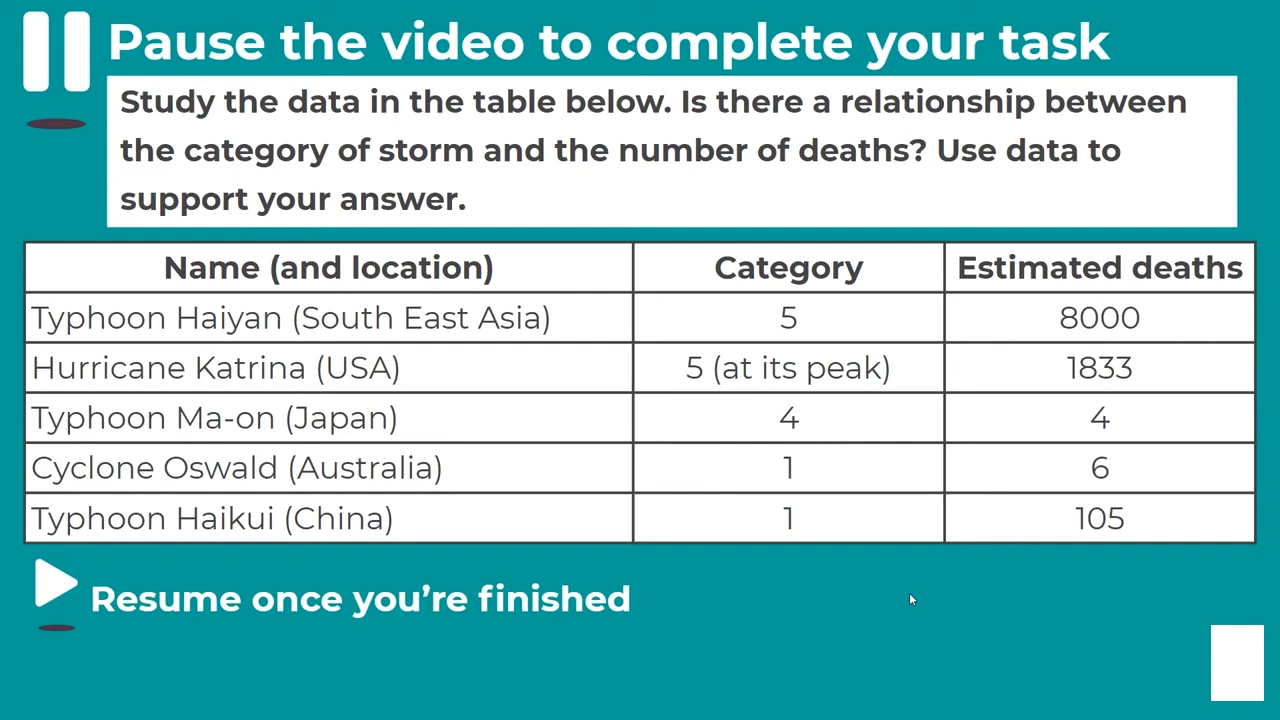 Pause the video to complete your task
Study the data in the table below. Is there a relationship between
the category of storm and the number of deaths? Use data to
support your answer.
Name (and location) Category Estimated deaths
Typhoon Haiyan (South East Asia) 5 8000
Hurricane Katrina (USA) 5 (at its peak) 1833
Typhoon Ma-on (Japan) 4 4
Cyclone Oswald (Australia) 1 6
Typhoon Haikui (China) 1 105
Resume once you’re finished